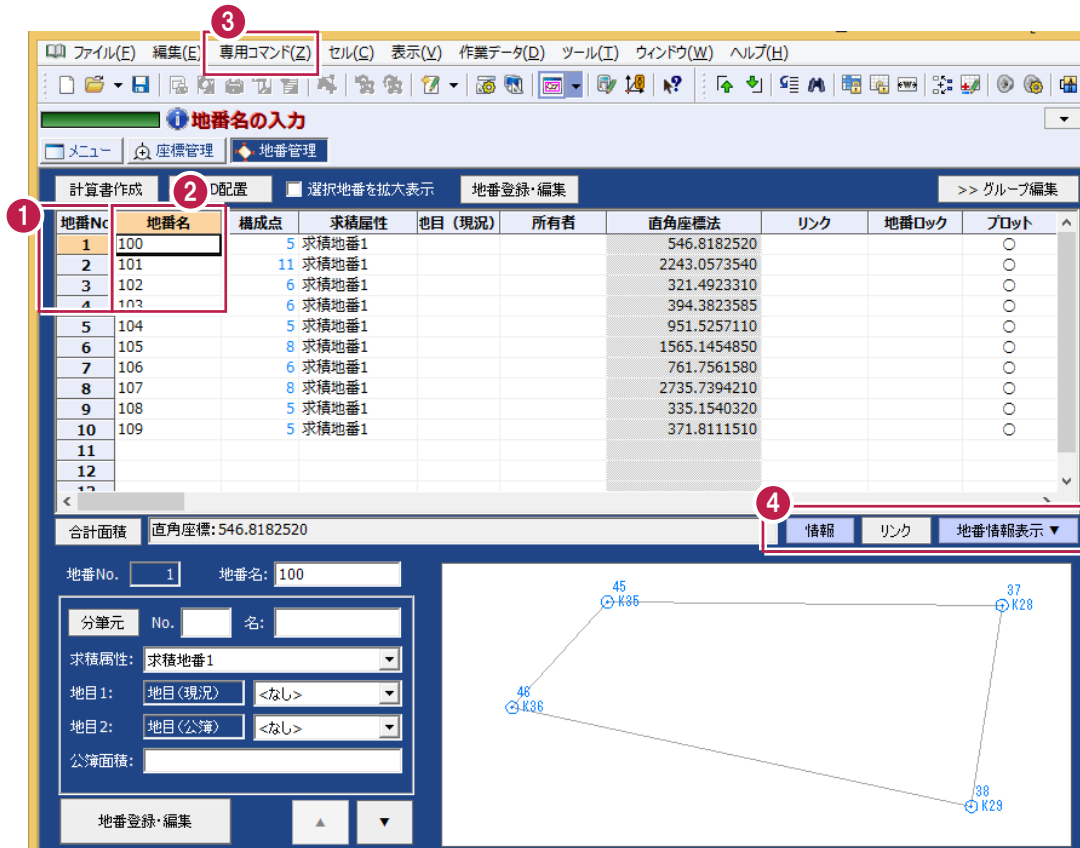 3
ファイル(F) 編集(E) 専用コマンド(Z) セル(C) 表示(V) 作業データ(D) ツール(T) ウィンドウ(W) ヘルプ(H)
地番名の入力
メニュー 座標管理 地番管理
計算書作成 2 D配置 選択地番を拡大表示 地番登録・編集 >> グループ編集
1
地番No 地番名 構成点 求積属性 地目（現況） 所有者 直角座標法 リンク 地番ロック プロット
1 100 5 求積地番1 546.8182520 ○
2 101 11 求積地番1 2243.0573540 ○
3 102 6 求積地番1 321.4923310 ○
4 103 6 求積地番1 394.3823585 ○
5 104 5 求積地番1 951.5257110 ○
6 105 8 求積地番1 1565.1454850 ○
7 106 6 求積地番1 761.7561580 ○
8 107 8 求積地番1 2735.7394210 ○
9 108 5 求積地番1 335.1540320 ○
10 109 5 求積地番1 371.8111510 ○
11
12
13
4
合計面積 直角座標:546.8182520 情報 リンク 地番情報表示 ▼
地番No. 1 地番名: 100
分筆元 No. 名:
求積属性: 求積地番1
地目1: 地目(現況) <なし>
地目2: 地目(公簿) <なし>
公簿面積:
地番登録・編集 ▲ ▼
45
K35
37
K28
46
K36
38
K29